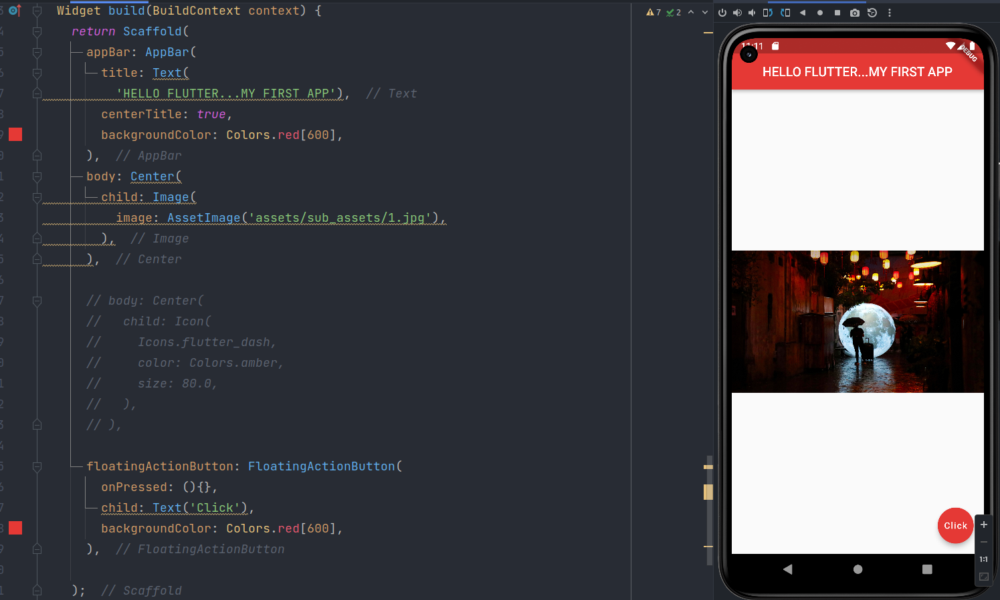 Widget build(BuildContext context) {
return Scaffold(
appBar: AppBar(
title: Text(
'HELLO FLUTTER...MY FIRST APP'), // Text
centerTitle: true,
backgroundColor: Colors.red[600],
), // AppBar
body: Center(
child: Image(
image: AssetImage('assets/sub_assets/1.jpg'),
), // Image
), // Center
// body: Center(
// child: Icon(
// Icons.flutter_dash,
// color: Colors.amber,
// size: 80.0,
// ),
// ),
floatingActionButton: FloatingActionButton(
onPressed: (){},
child: Text('Click'),
backgroundColor: Colors.red[600],
), // FloatingActionButton
); // Scaffold
7 2
11:11
DEBUG
HELLO FLUTTER...MY FIRST APP
Click
1:1